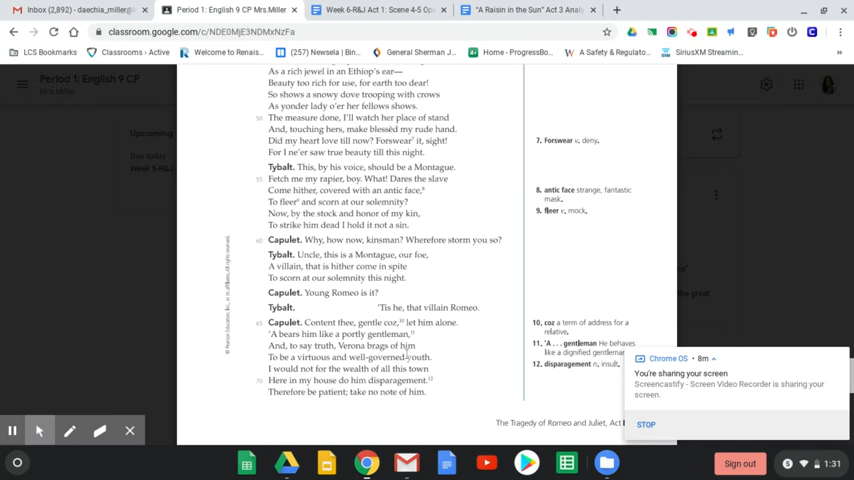 Inbox (2,892) - daechia_miller@
Period 1: English 9 CP Mrs.Miller
Week 6-R&J Act 1: Scene 4-5 Op
"A Raisin in the Sun" Act 3 Analy
classroom.google.com/c/NDE0MjE3NDMxNzFa
LCS Bookmarks
Classrooms › Active
Welcome to Renais...
(257) Newsela | Bin...
General Sherman J...
Home - ProgressBo...
A Safety & Regulato...
SiriusXM Streamin...
Period 1: English 9 CP
Mrs.Miller
Upcoming
Due today
Week 5-R&J
the great
As a rich jewel in an Ethiop's ear—
Beauty too rich for use, for earth too dear!
So shows a snowy dove trooping with crows
As yonder lady o'er her fellows shows.
50 The measure done, I'll watch her place of stand
And, touching hers, make blessèd my rude hand.
Did my heart love till now? Forswear⁷ it, sight!
For I ne'er saw true beauty till this night.
Tybalt. This, by his voice, should be a Montague.
55 Fetch me my rapier, boy. What! Dares the slave
Come hither, covered with an antic face,⁸
To fleer⁹ and scorn at our solemnity?
Now, by the stock and honor of my kin,
To strike him dead I hold it not a sin.
60 Capulet. Why, how now, kinsman? Wherefore storm you so?
Tybalt. Uncle, this is a Montague, our foe,
A villain, that is hither come in spite
To scorn at our solemnity this night.
Capulet. Young Romeo is it?
Tybalt. 'Tis he, that villain Romeo.
65 Capulet. Content thee, gentle coz,¹⁰ let him alone.
'A bears him like a portly gentleman,¹¹
And, to say truth, Verona brags of him
To be a virtuous and well-governed youth.
I would not for the wealth of all this town
70 Here in my house do him disparagement.¹²
Therefore be patient; take no note of him.
7. Forswear v. deny.
8. antic face strange, fantastic
mask.
9. fleer v. mock.
10. coz a term of address for a
relative.
11. 'A . . . gentleman He behaves
like a dignified gentleman
12. disparagement n. insult.
© Pearson Education, Inc., or its affiliates. All rights reserved.
The Tragedy of Romeo and Juliet, Act
Chrome OS • 8m
You're sharing your screen
Screencastify - Screen Video Recorder is sharing your
screen.
STOP
Sign out
5
1:31